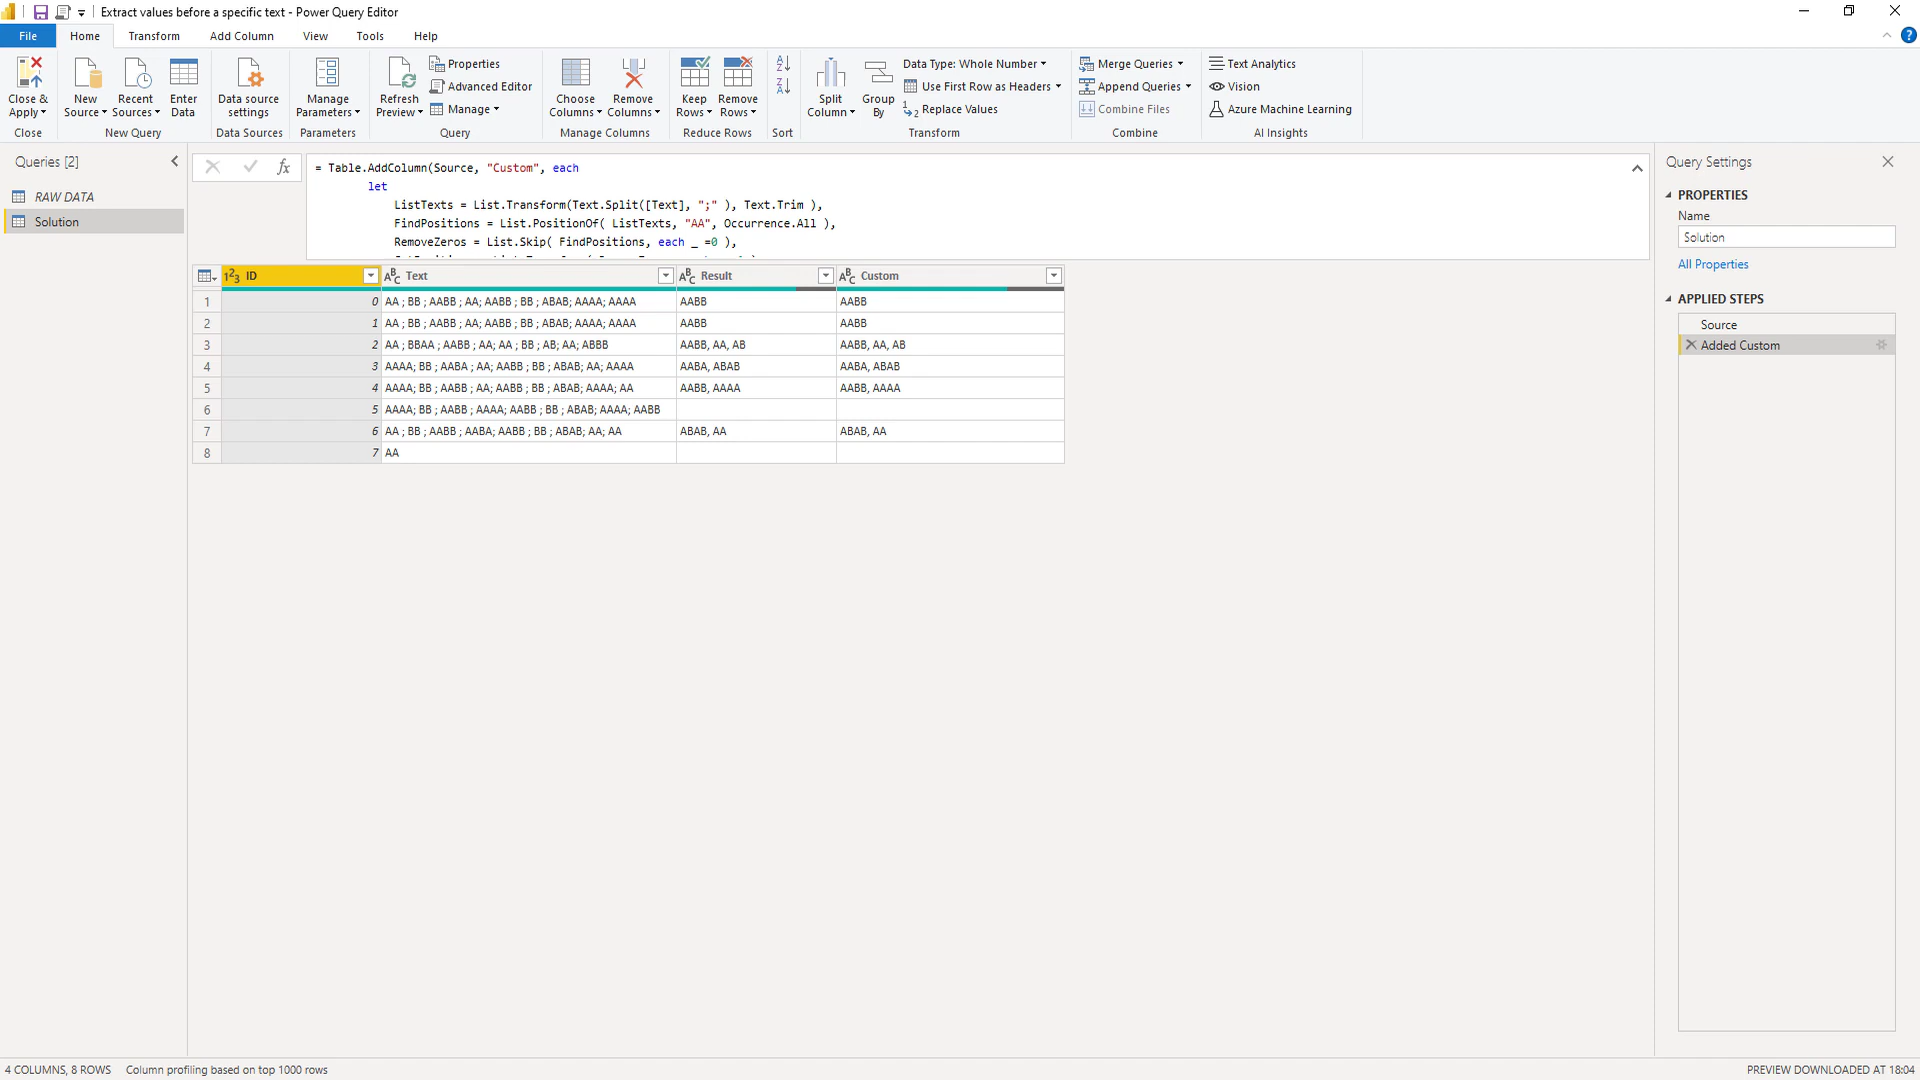 Extract values before a specific text - Power Query Editor
File Home Transform Add Column View Tools Help
Close & Apply
New Source
Recent Sources
Enter Data
Data source settings
Manage Parameters
Refresh Preview
Properties
Advanced Editor
Manage
Choose Columns
Remove Columns
Keep Rows
Remove Rows
Split Column
Group By
Data Type: Whole Number
Use First Row as Headers
Replace Values
Merge Queries
Append Queries
Combine Files
Text Analytics
Vision
Azure Machine Learning
Close New Query Data Sources Parameters Query Manage Columns Reduce Rows Sort Transform Combine AI Insights
Queries [2]
RAW DATA
Solution
fx
= Table.AddColumn(Source, "Custom", each
let
ListTexts = List.Transform(Text.Split([Text], ";" ), Text.Trim ),
FindPositions = List.PositionOf( ListTexts, "AA", Occurrence.All ),
RemoveZeros = List.Skip( FindPositions, each _ =0 ),
ID Text Result Custom
1 0 AA ; BB ; AABB ; AA; AABB ; BB ; ABAB; AAAA; AAAA AABB AABB
2 1 AA ; BB ; AABB ; AA; AABB ; BB ; ABAB; AAAA; AAAA AABB AABB
3 2 AA ; BBAA ; AABB ; AA; AA ; BB ; AB; AA; ABBB AABB, AA, AB AABB, AA, AB
4 3 AAAA; BB ; AABA ; AA; AABB ; BB ; ABAB; AA; AAAA AABA, ABAB AABA, ABAB
5 4 AAAA; BB ; AABB ; AA; AABB ; BB ; ABAB; AAAA; AA AABB, AAAA AABB, AAAA
6 5 AAAA; BB ; AABB ; AAAA; AABB ; BB ; ABAB; AAAA; AABB
7 6 AA ; BB ; AABB ; AABA; AABB ; BB ; ABAB; AA; AA ABAB, AA ABAB, AA
8 7 AA
Query Settings
PROPERTIES
Name
Solution
All Properties
APPLIED STEPS
Source
Added Custom
4 COLUMNS, 8 ROWS Column profiling based on top 1000 rows
PREVIEW DOWNLOADED AT 18:04